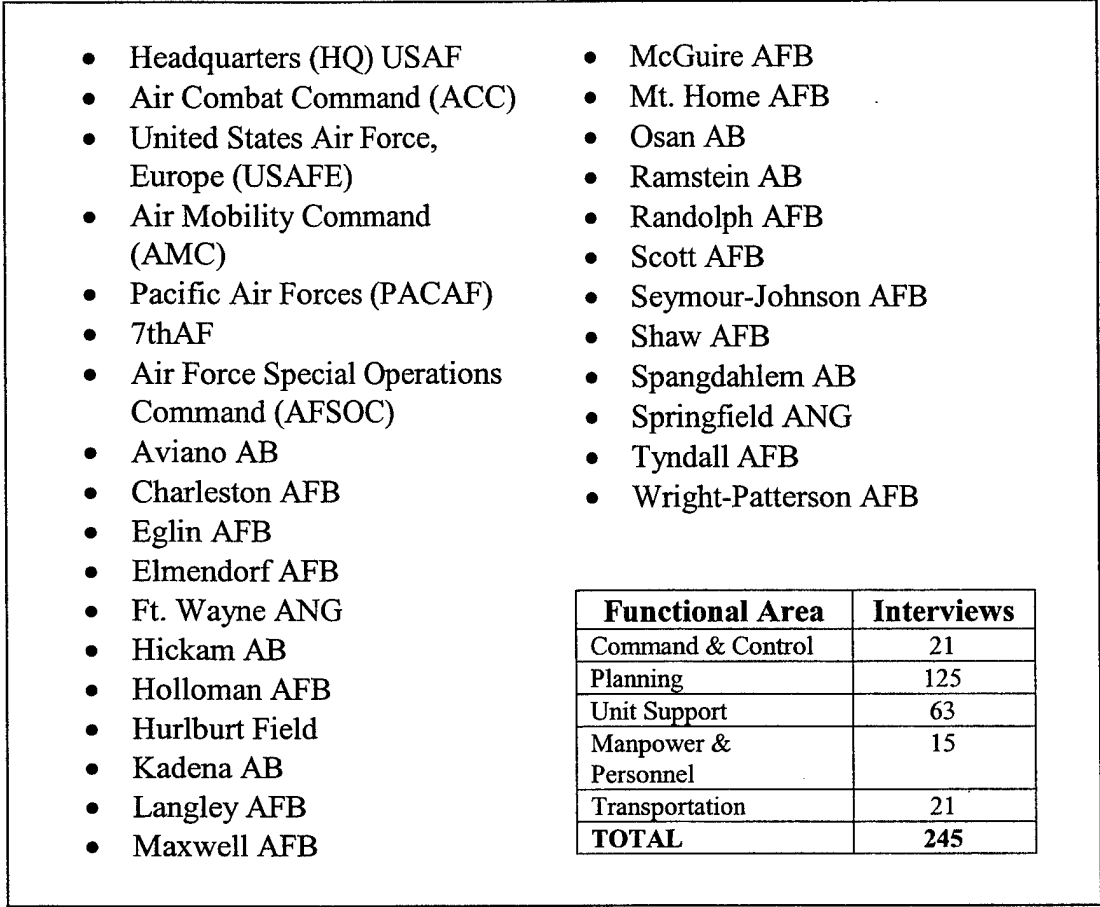 • Headquarters (HQ) USAF
• Air Combat Command (ACC)
• United States Air Force,
Europe (USAFE)
• Air Mobility Command
(AMC)
• Pacific Air Forces (PACAF)
• 7thAF
• Air Force Special Operations
Command (AFSOC)
• Aviano AB
• Charleston AFB
• Eglin AFB
• Elmendorf AFB
• Ft. Wayne ANG
• Hickam AB
• Holloman AFB
• Hurlburt Field
• Kadena AB
• Langley AFB
• Maxwell AFB
• McGuire AFB
• Mt. Home AFB
• Osan AB
• Ramstein AB
• Randolph AFB
• Scott AFB
• Seymour-Johnson AFB
• Shaw AFB
• Spangdahlem AB
• Springfield ANG
• Tyndall AFB
• Wright-Patterson AFB
Functional Area Interviews
Command & Control 21
Planning 125
Unit Support 63
Manpower & 15
Personnel
Transportation 21
TOTAL 245